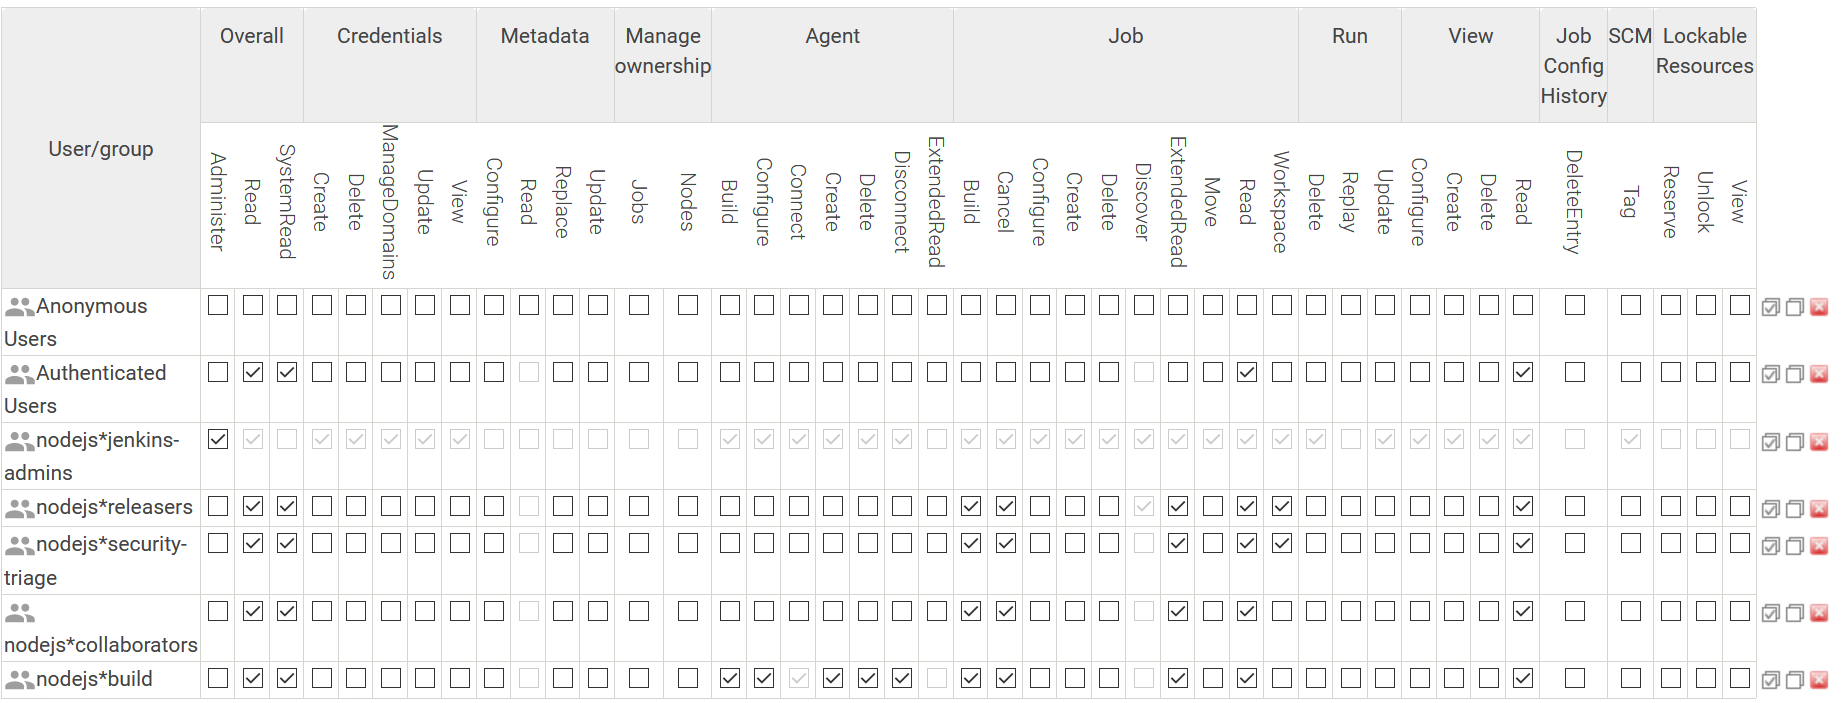 User/group
Overall
Credentials
Metadata
Manage
ownership
Agent
Job
Run
View
Job
Config
History
SCM
Lockable
Resources
Administer
Read
SystemRead
Create
Delete
ManageDomains
Update
View
Configure
Read
Replace
Update
Jobs
Nodes
Build
Configure
Connect
Create
Delete
Disconnect
ExtendedRead
Build
Cancel
Configure
Create
Delete
Discover
ExtendedRead
Move
Read
Workspace
Delete
Replay
Update
Configure
Create
Delete
Read
DeleteEntry
Tag
Reserve
Unlock
View
Anonymous
Users
Authenticated
Users
nodejs*jenkins-
admins
nodejs*releasers
nodejs*security-
triage
nodejs*collaborators
nodejs*build